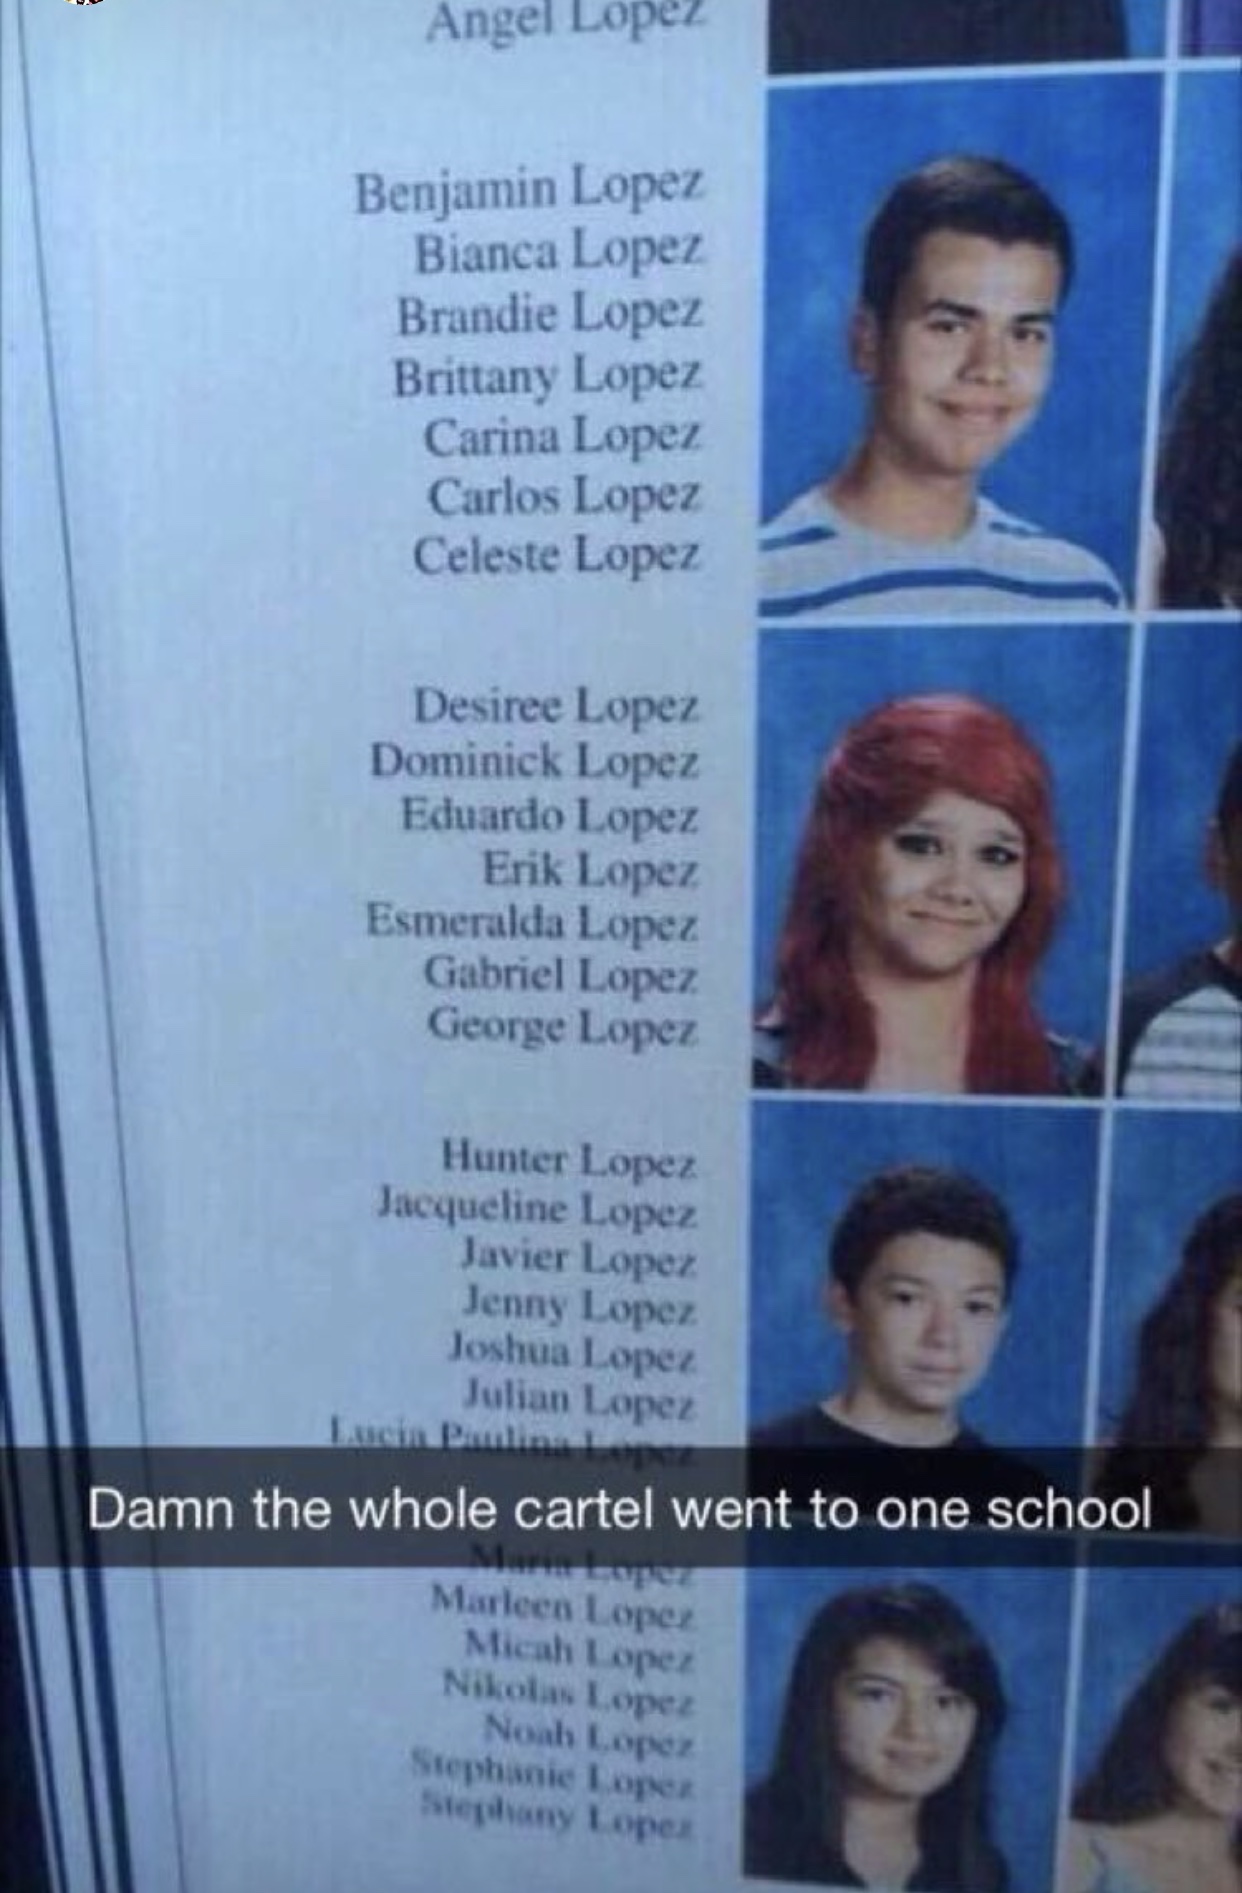 Angel Lopez
Benjamin Lopez
Bianca Lopez
Brandie Lopez
Brittany Lopez
Carina Lopez
Carlos Lopez
Celeste Lopez
Desiree Lopez
Dominick Lopez
Eduardo Lopez
Erik Lopez
Esmeralda Lopez
Gabriel Lopez
George Lopez
Hunter Lopez
Jacqueline Lopez
Javier Lopez
Jenny Lopez
Joshua Lopez
Julian Lopez
Lucia Paulina Lopez
Damn the whole cartel went to one school
Maria Lopez
Marleen Lopez
Micah Lopez
Nikolas Lopez
Noah Lopez
Stephanie Lopez
Stephany Lopez